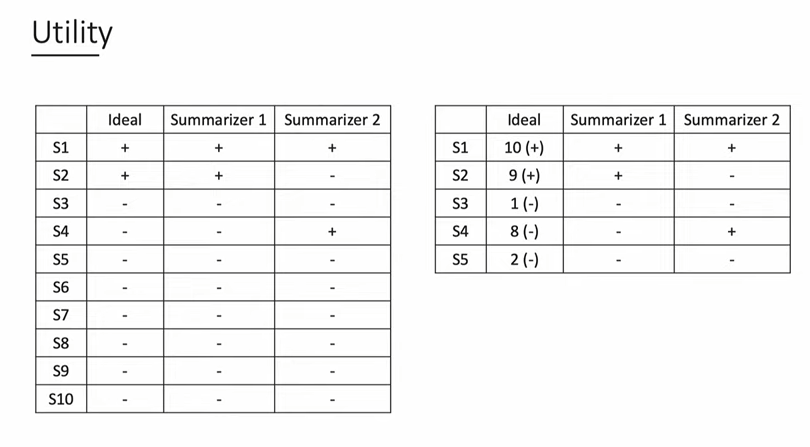 Utility
Ideal Summarizer 1 Summarizer 2
S1 + + +
S2 + + -
S3 - - -
S4 - - +
S5 - - -
S6 - - -
S7 - - -
S8 - - -
S9 - - -
S10 - - -
Ideal Summarizer 1 Summarizer 2
S1 10 (+) + +
S2 9 (+) + -
S3 1 (-) - -
S4 8 (-) - +
S5 2 (-) - -